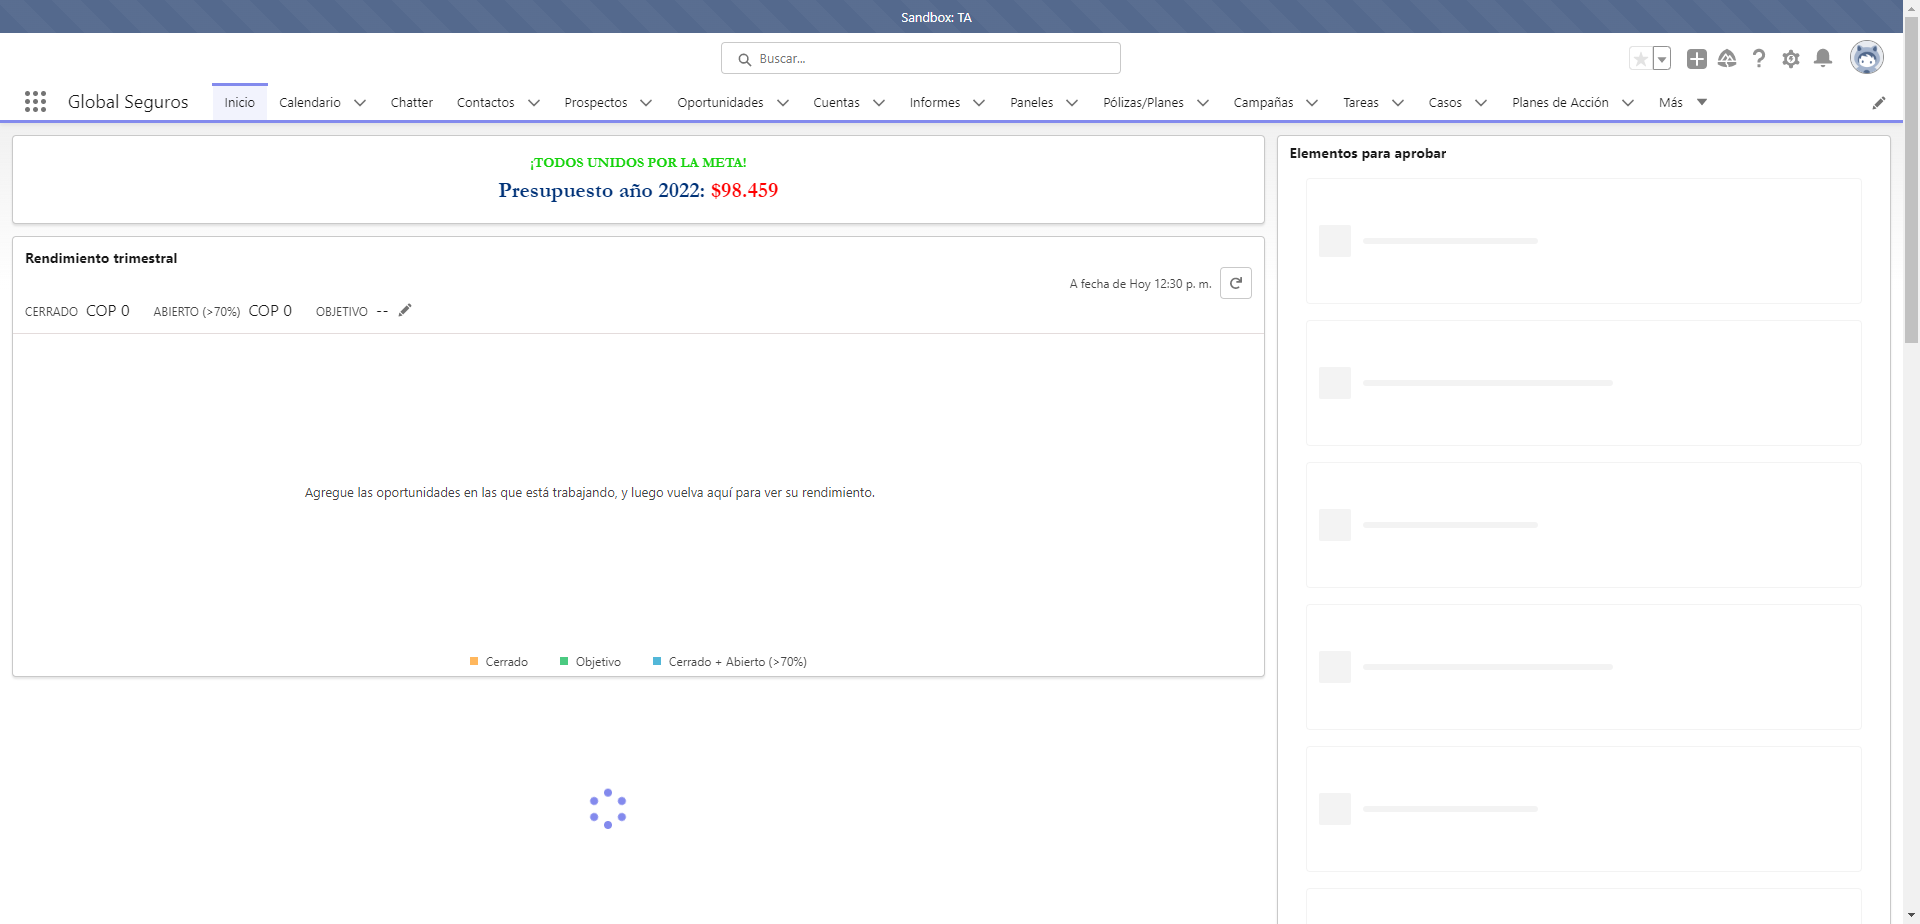 Sandbox: TA
Buscar...
Global Seguros
Inicio
Calendario
Chatter
Contactos
Prospectos
Oportunidades
Cuentas
Informes
Paneles
Pólizas/Planes
Campañas
Tareas
Casos
Planes de Acción
Más
¡TODOS UNIDOS POR LA META!
Presupuesto año 2022: $98.459
Rendimiento trimestral
A fecha de Hoy 12:30 p. m.
CERRADO COP 0 ABIERTO (>70%) COP 0 OBJETIVO --
Agregue las oportunidades en las que está trabajando, y luego vuelva aquí para ver su rendimiento.
Cerrado
Objetivo
Cerrado + Abierto (>70%)
Elementos para aprobar